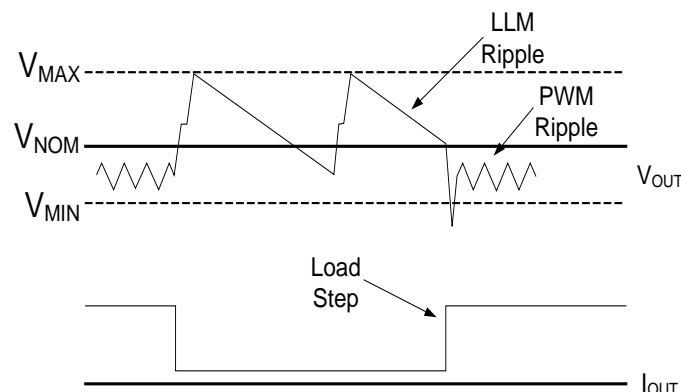 LLM
Ripple
VMAX
PWM
Ripple
VNOM
VOUT
VMIN
Load
Step
IOUT